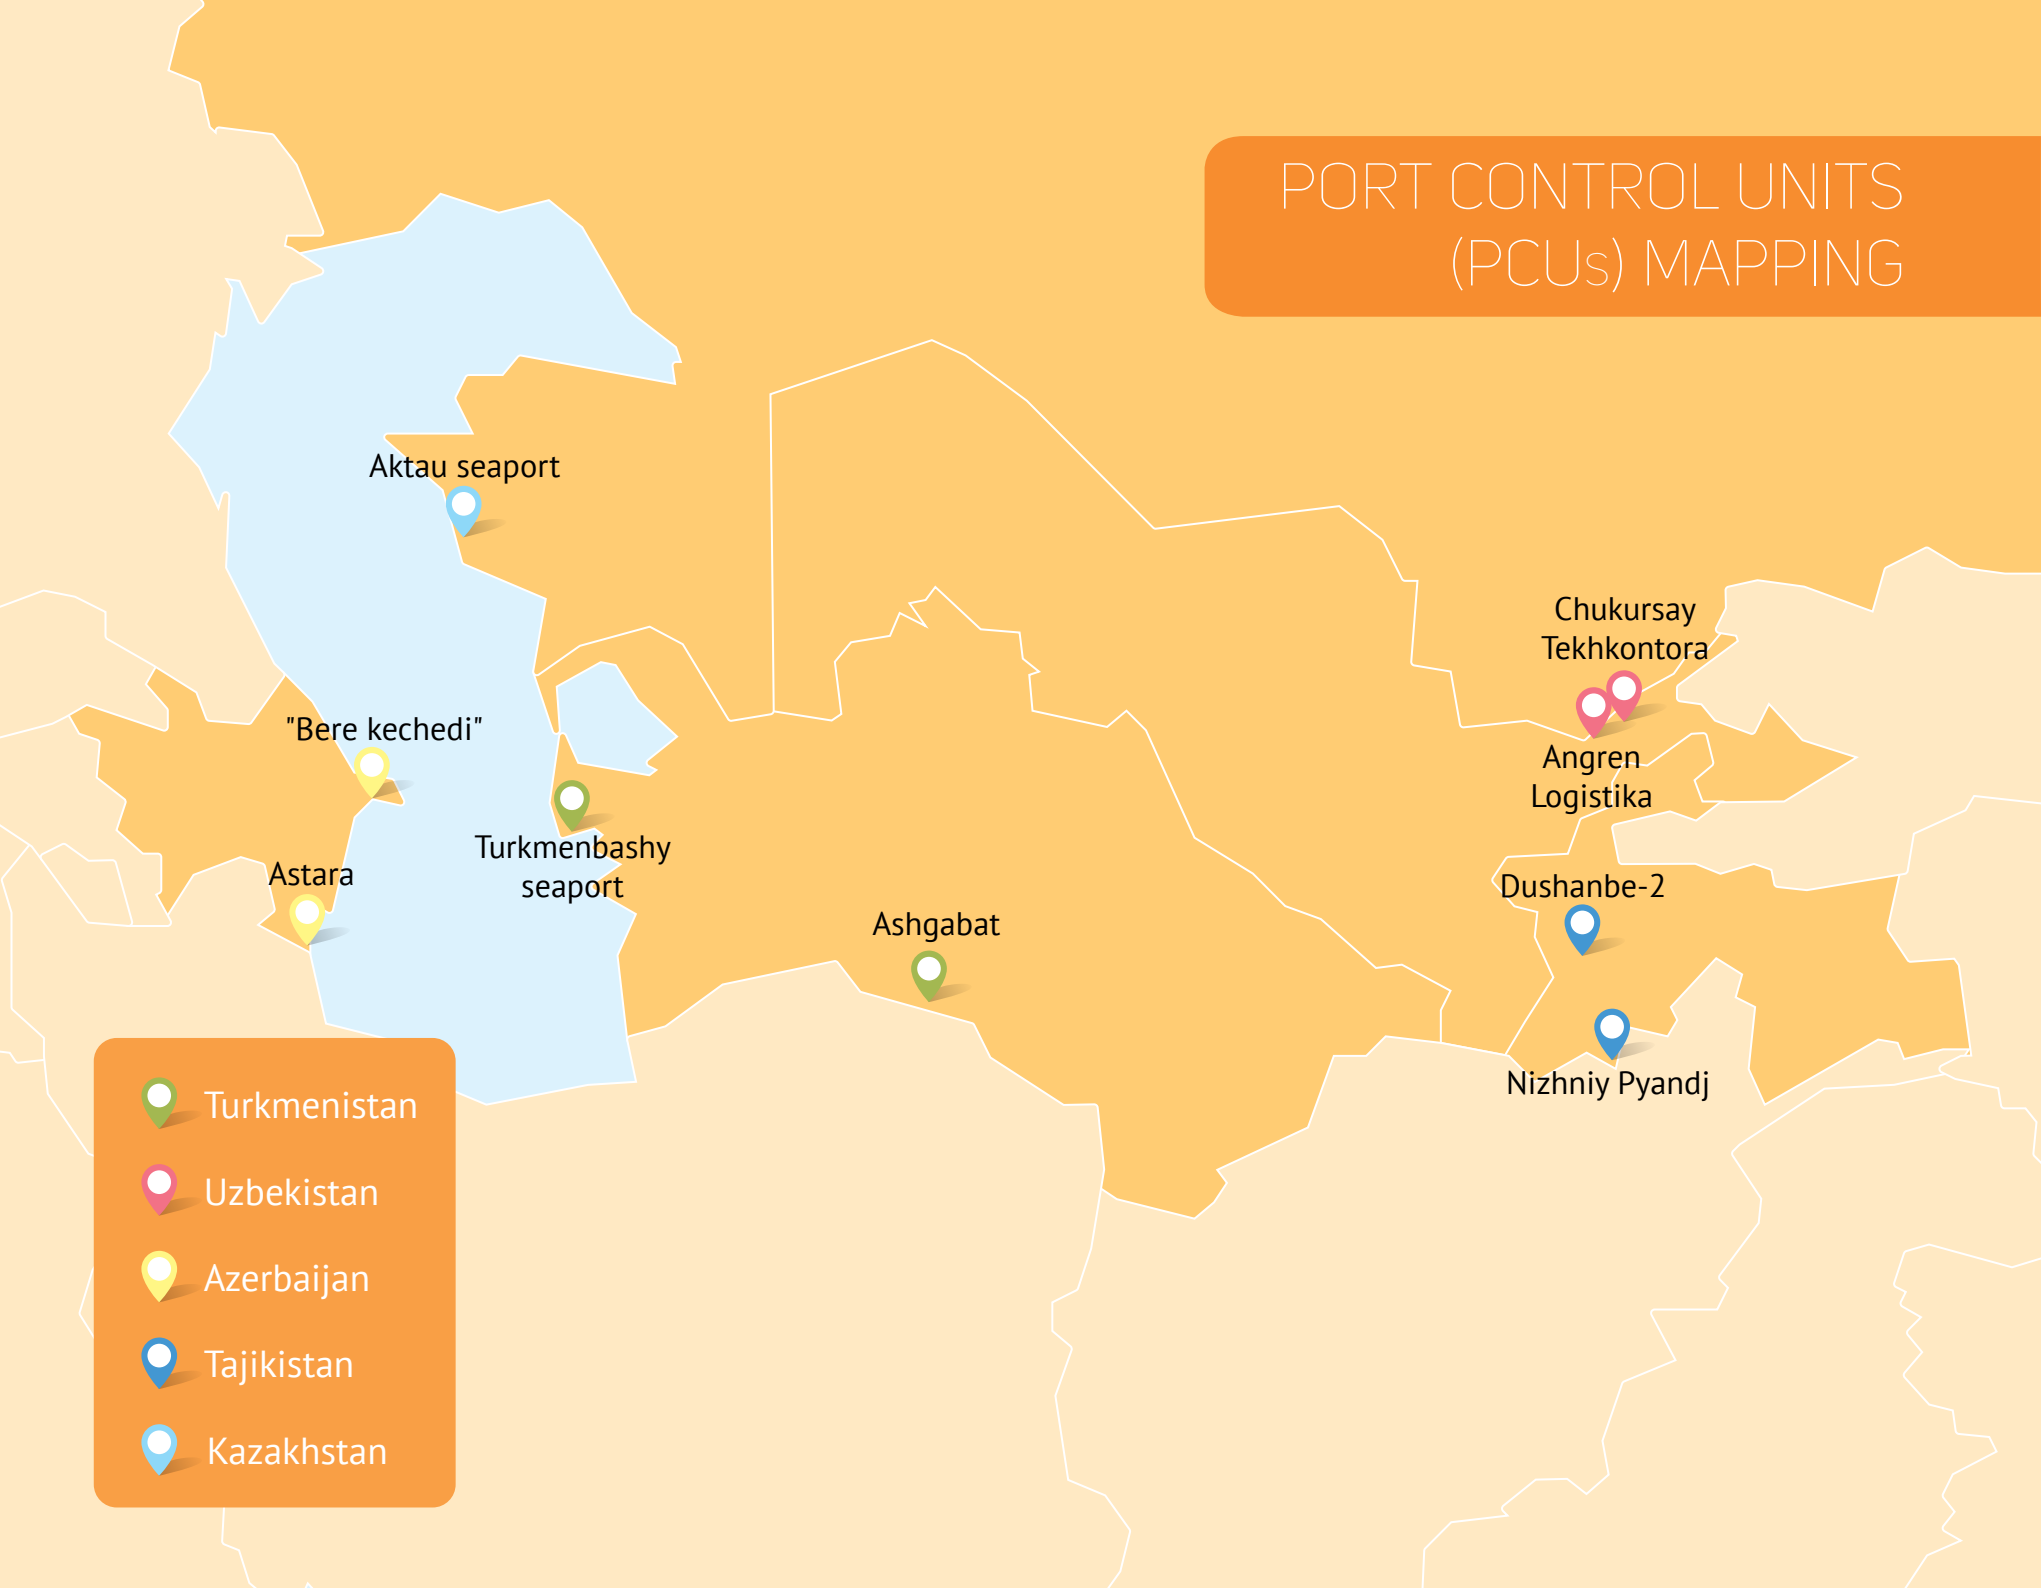 PORT CONTROL UNITS
(PCUs) MAPPING
Aktau seaport
Chukursay
Tekhkontora
"Bere kechedi"
Angren
Logistika
Turkmenbashy
seaport
Astara
Dushanbe-2
Ashgabat
Nizhniy Pyandj
Turkmenistan
Uzbekistan
Azerbaijan
Tajikistan
Kazakhstan